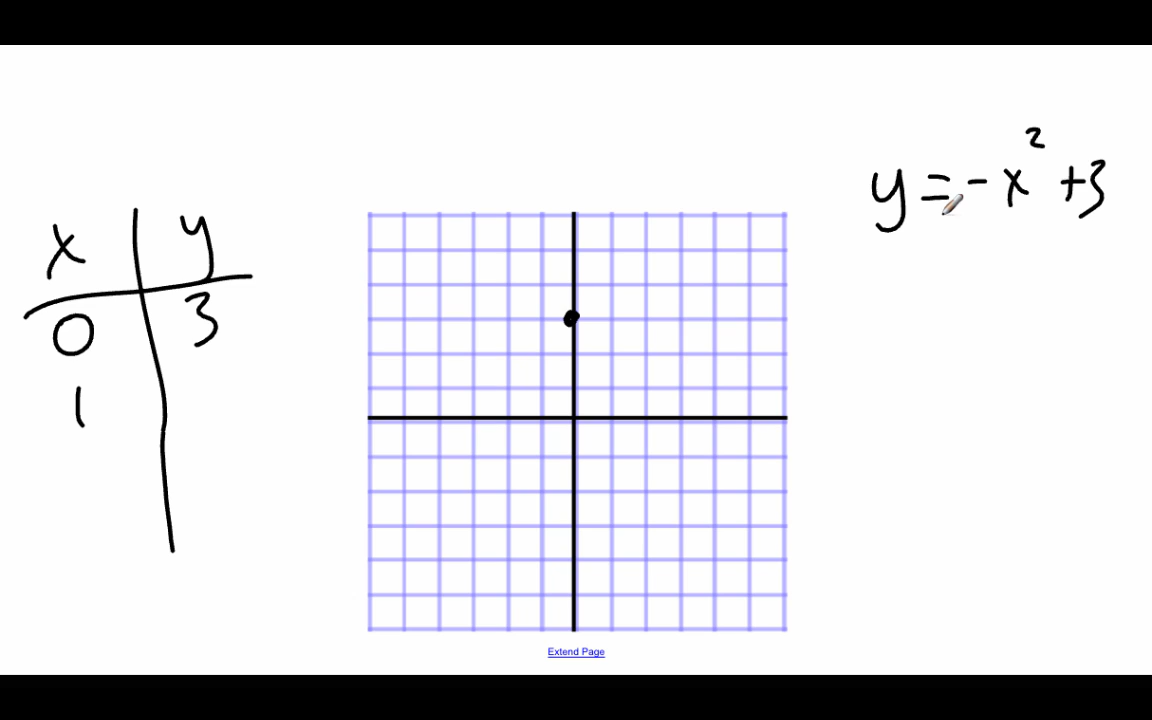 y = -x² + 3
x | y
0 | 3
1 |
Extend Page